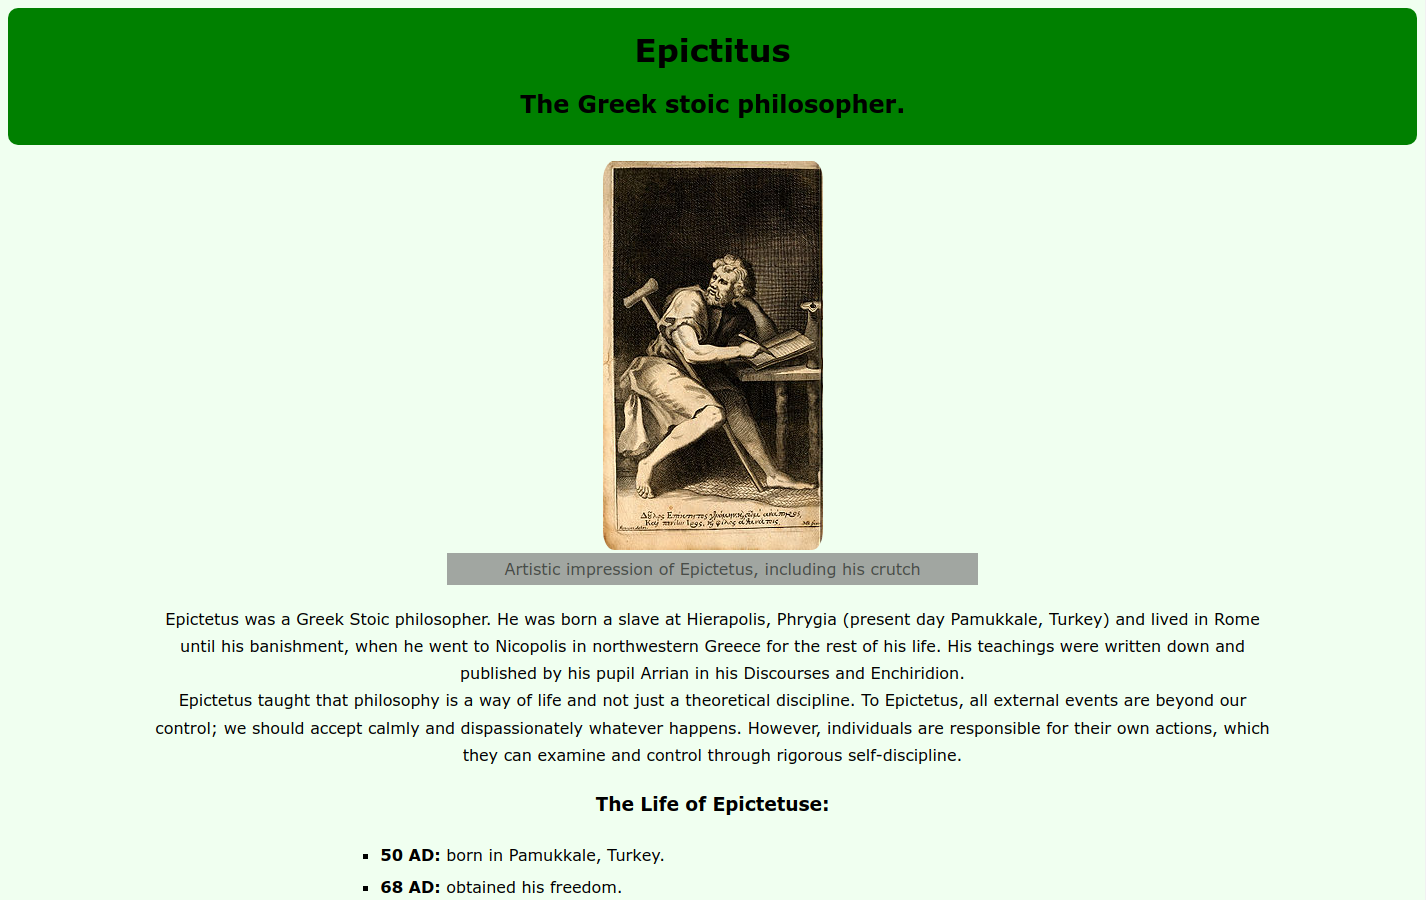 Epictitus
The Greek stoic philosopher.
Artistic impression of Epictetus, including his crutch
Epictetus was a Greek Stoic philosopher. He was born a slave at Hierapolis, Phrygia (present day Pamukkale, Turkey) and lived in Rome
until his banishment, when he went to Nicopolis in northwestern Greece for the rest of his life. His teachings were written down and
published by his pupil Arrian in his Discourses and Enchiridion.
Epictetus taught that philosophy is a way of life and not just a theoretical discipline. To Epictetus, all external events are beyond our
control; we should accept calmly and dispassionately whatever happens. However, individuals are responsible for their own actions, which
they can examine and control through rigorous self-discipline.
The Life of Epictetuse:
50 AD: born in Pamukkale, Turkey.
68 AD: obtained his freedom.